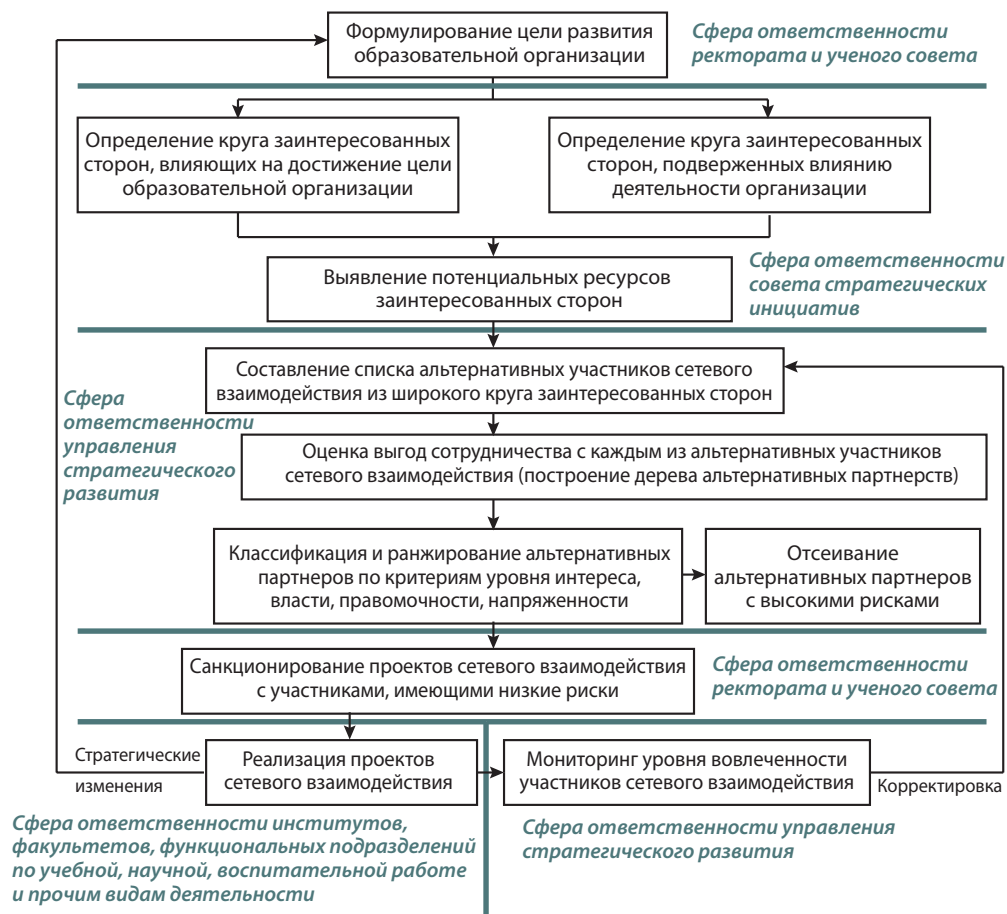 Формулирование цели развития
образовательной организации
Сфера ответственности
ректората и ученого совета
Определение круга заинтересованных
сторон, влияющих на достижение цели
образовательной организации
Определение круга заинтересованных
сторон, подверженных влиянию
деятельности организации
Выявление потенциальных ресурсов
заинтересованных сторон
Сфера ответственности
совета стратегических
инициатив
Составление списка альтернативных участников сетевого
взаимодействия из широкого круга заинтересованных сторон
Сфера
ответственности
управления
стратегического
развития
Оценка выгод сотрудничества с каждым из альтернативных участников
сетевого взаимодействия (построение дерева альтернативных партнерств)
Классификация и ранжирование альтернативных
партнеров по критериям уровня интереса,
власти, правомочности, напряженности
Отсеивание
альтернативных партнеров
с высокими рисками
Санкционирование проектов сетевого взаимодействия
с участниками, имеющими низкие риски
Сфера ответственности
ректората и ученого совета
Стратегические
изменения
Реализация проектов
сетевого взаимодействия
Мониторинг уровня вовлеченности
участников сетевого взаимодействия
Корректировка
Сфера ответственности институтов,
факультетов, функциональных подразделений
по учебной, научной, воспитательной работе
и прочим видам деятельности
Сфера ответственности управления
стратегического развития